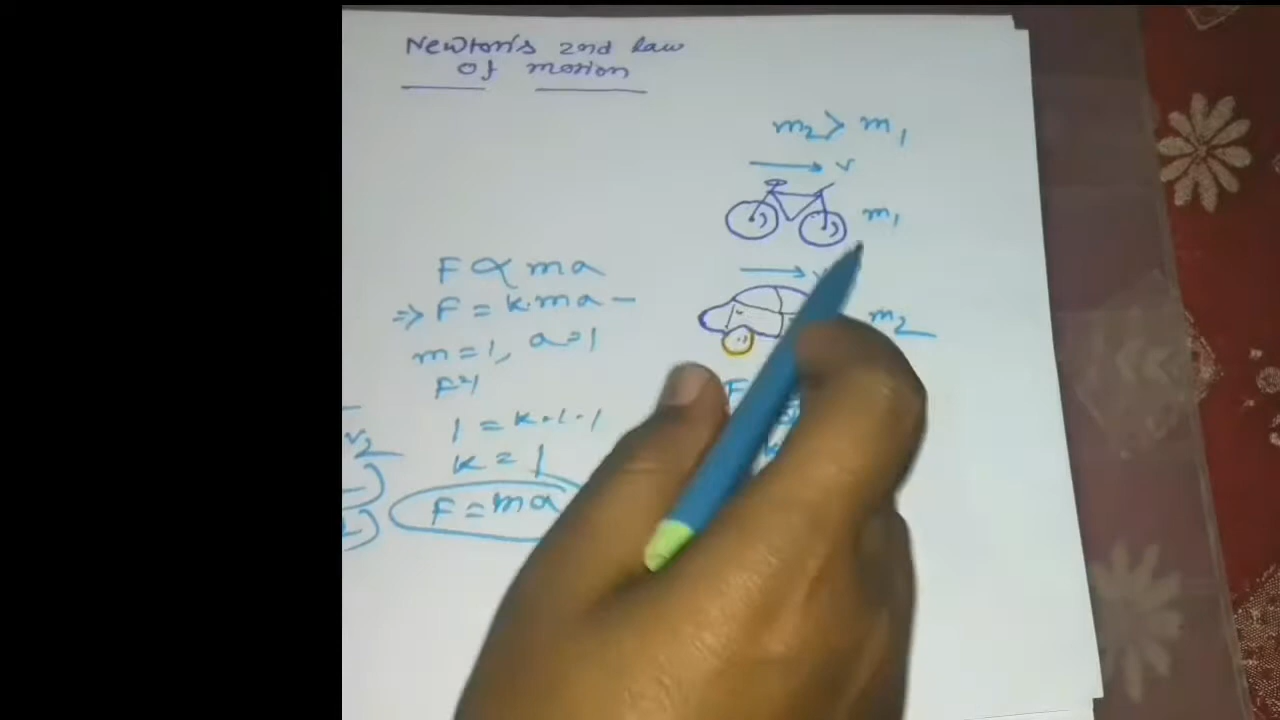 Newton's 2nd law
of motion
m2 > m1
v
m1
F ∝ ma
⇒ F = k.ma –
m = 1, a = 1
F = 1
1 = k.1.1
k = 1
F = ma
v2
m2
F